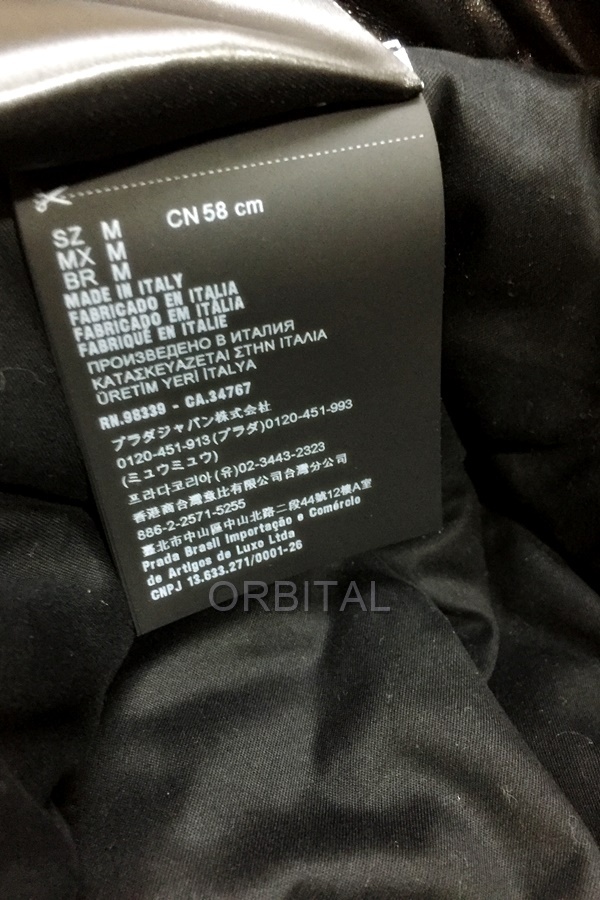 SZ M CN 58 cm
MX M
BR M
MADE IN ITALY
FABRICADO EN ITALIA
FABRICADO EM ITÁLIA
FABRIQUÉ EN ITALIE
ПРОИЗВЕДЕНО В ИТАЛИЯ
ΚΑΤΑΣΚΕΥΑΖΕΤΑΙ ΣΤΗΝ ΙΤΑΛΙΑ
ÜRETİM YERİ İTALYA
RN.98339 - CA.34767
プラダジャパン株式会社
0120-451-913(プラダ)0120-451-993
(ミュウミュウ)
프라다코리아(유)02-3443-2323
香港商台灣普比有限公司台灣分公司
886-2-2571-5255
臺北市中山區中山北路二段44號12樓A室
Prada Brasil Importação e Comércio
de Artigos de Luxo Ltda
CNPJ 13.633.271/0001-26
ORBITAL